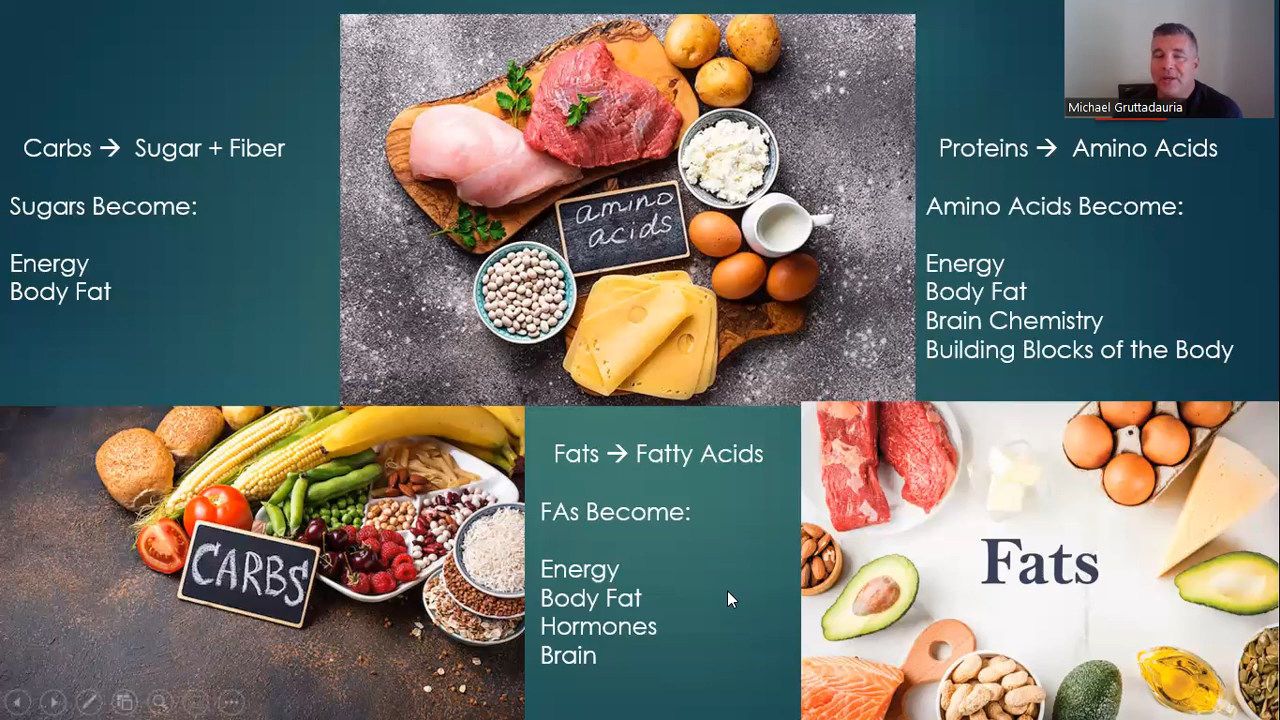 Michael Gruttadauria
Carbs → Sugar + Fiber
Sugars Become:
Energy
Body Fat
amino
acids
Proteins → Amino Acids
Amino Acids Become:
Energy
Body Fat
Brain Chemistry
Building Blocks of the Body
CARBS
Fats → Fatty Acids
FAs Become:
Energy
Body Fat
Hormones
Brain
Fats